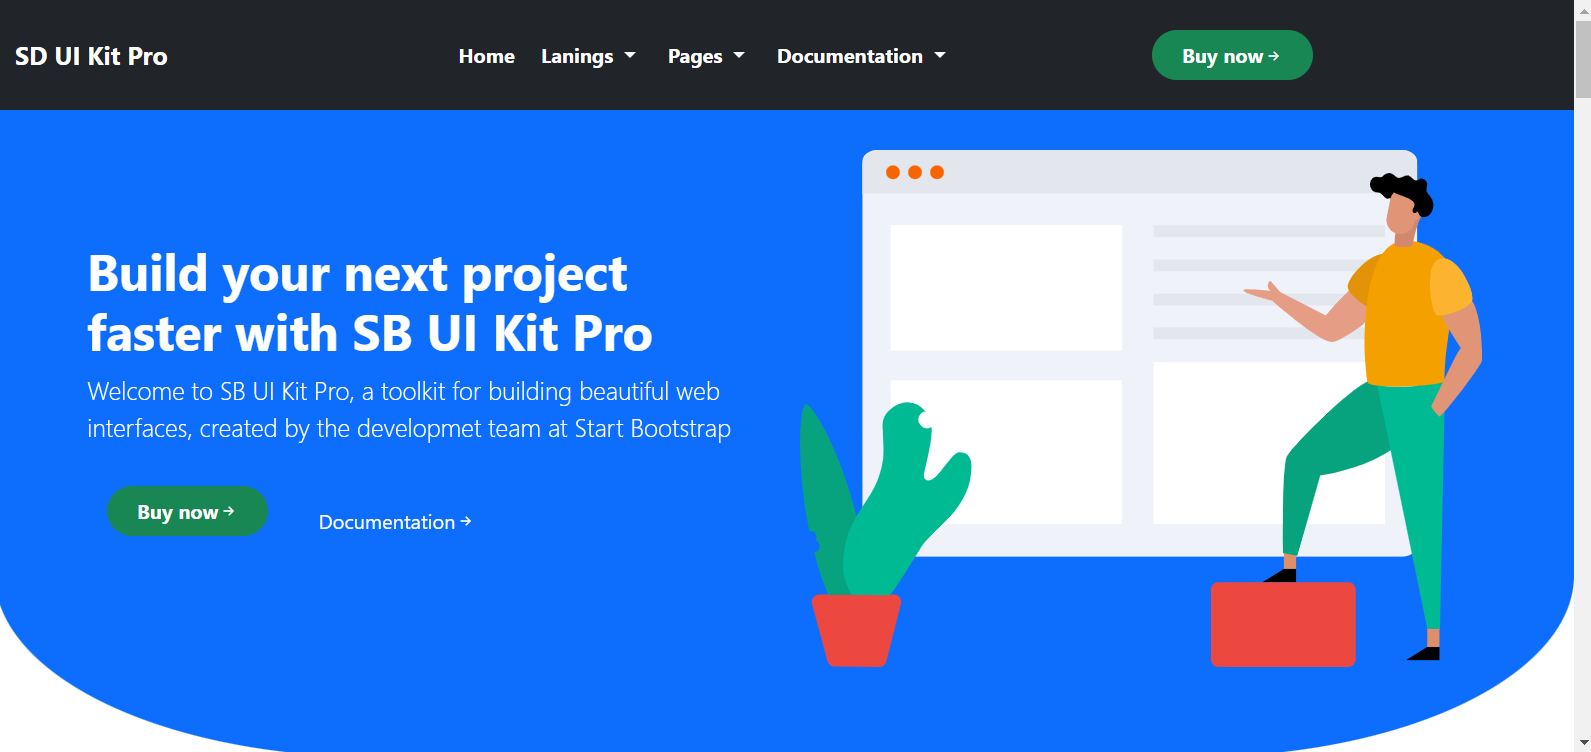 SD UI Kit Pro
Home
Lanings
Pages
Documentation
Buy now →
Build your next project
faster with SB UI Kit Pro
Welcome to SB UI Kit Pro, a toolkit for building beautiful web
interfaces, created by the developmet team at Start Bootstrap
Buy now →
Documentation →